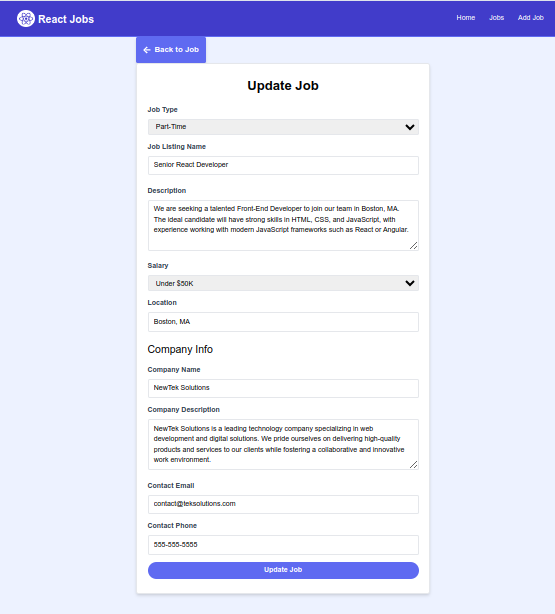 React Jobs
Home Jobs Add Job
Back to Job
Update Job
Job Type
Part-Time
Job Listing Name
Senior React Developer
Description
We are seeking a talented Front-End Developer to join our team in Boston, MA.
The ideal candidate will have strong skills in HTML, CSS, and JavaScript, with
experience working with modern JavaScript frameworks such as React or Angular.
Salary
Under $50K
Location
Boston, MA
Company Info
Company Name
NewTek Solutions
Company Description
NewTek Solutions is a leading technology company specializing in web
development and digital solutions. We pride ourselves on delivering high-quality
products and services to our clients while fostering a collaborative and innovative
work environment.
Contact Email
contact@teksolutions.com
Contact Phone
555-555-5555
Update Job